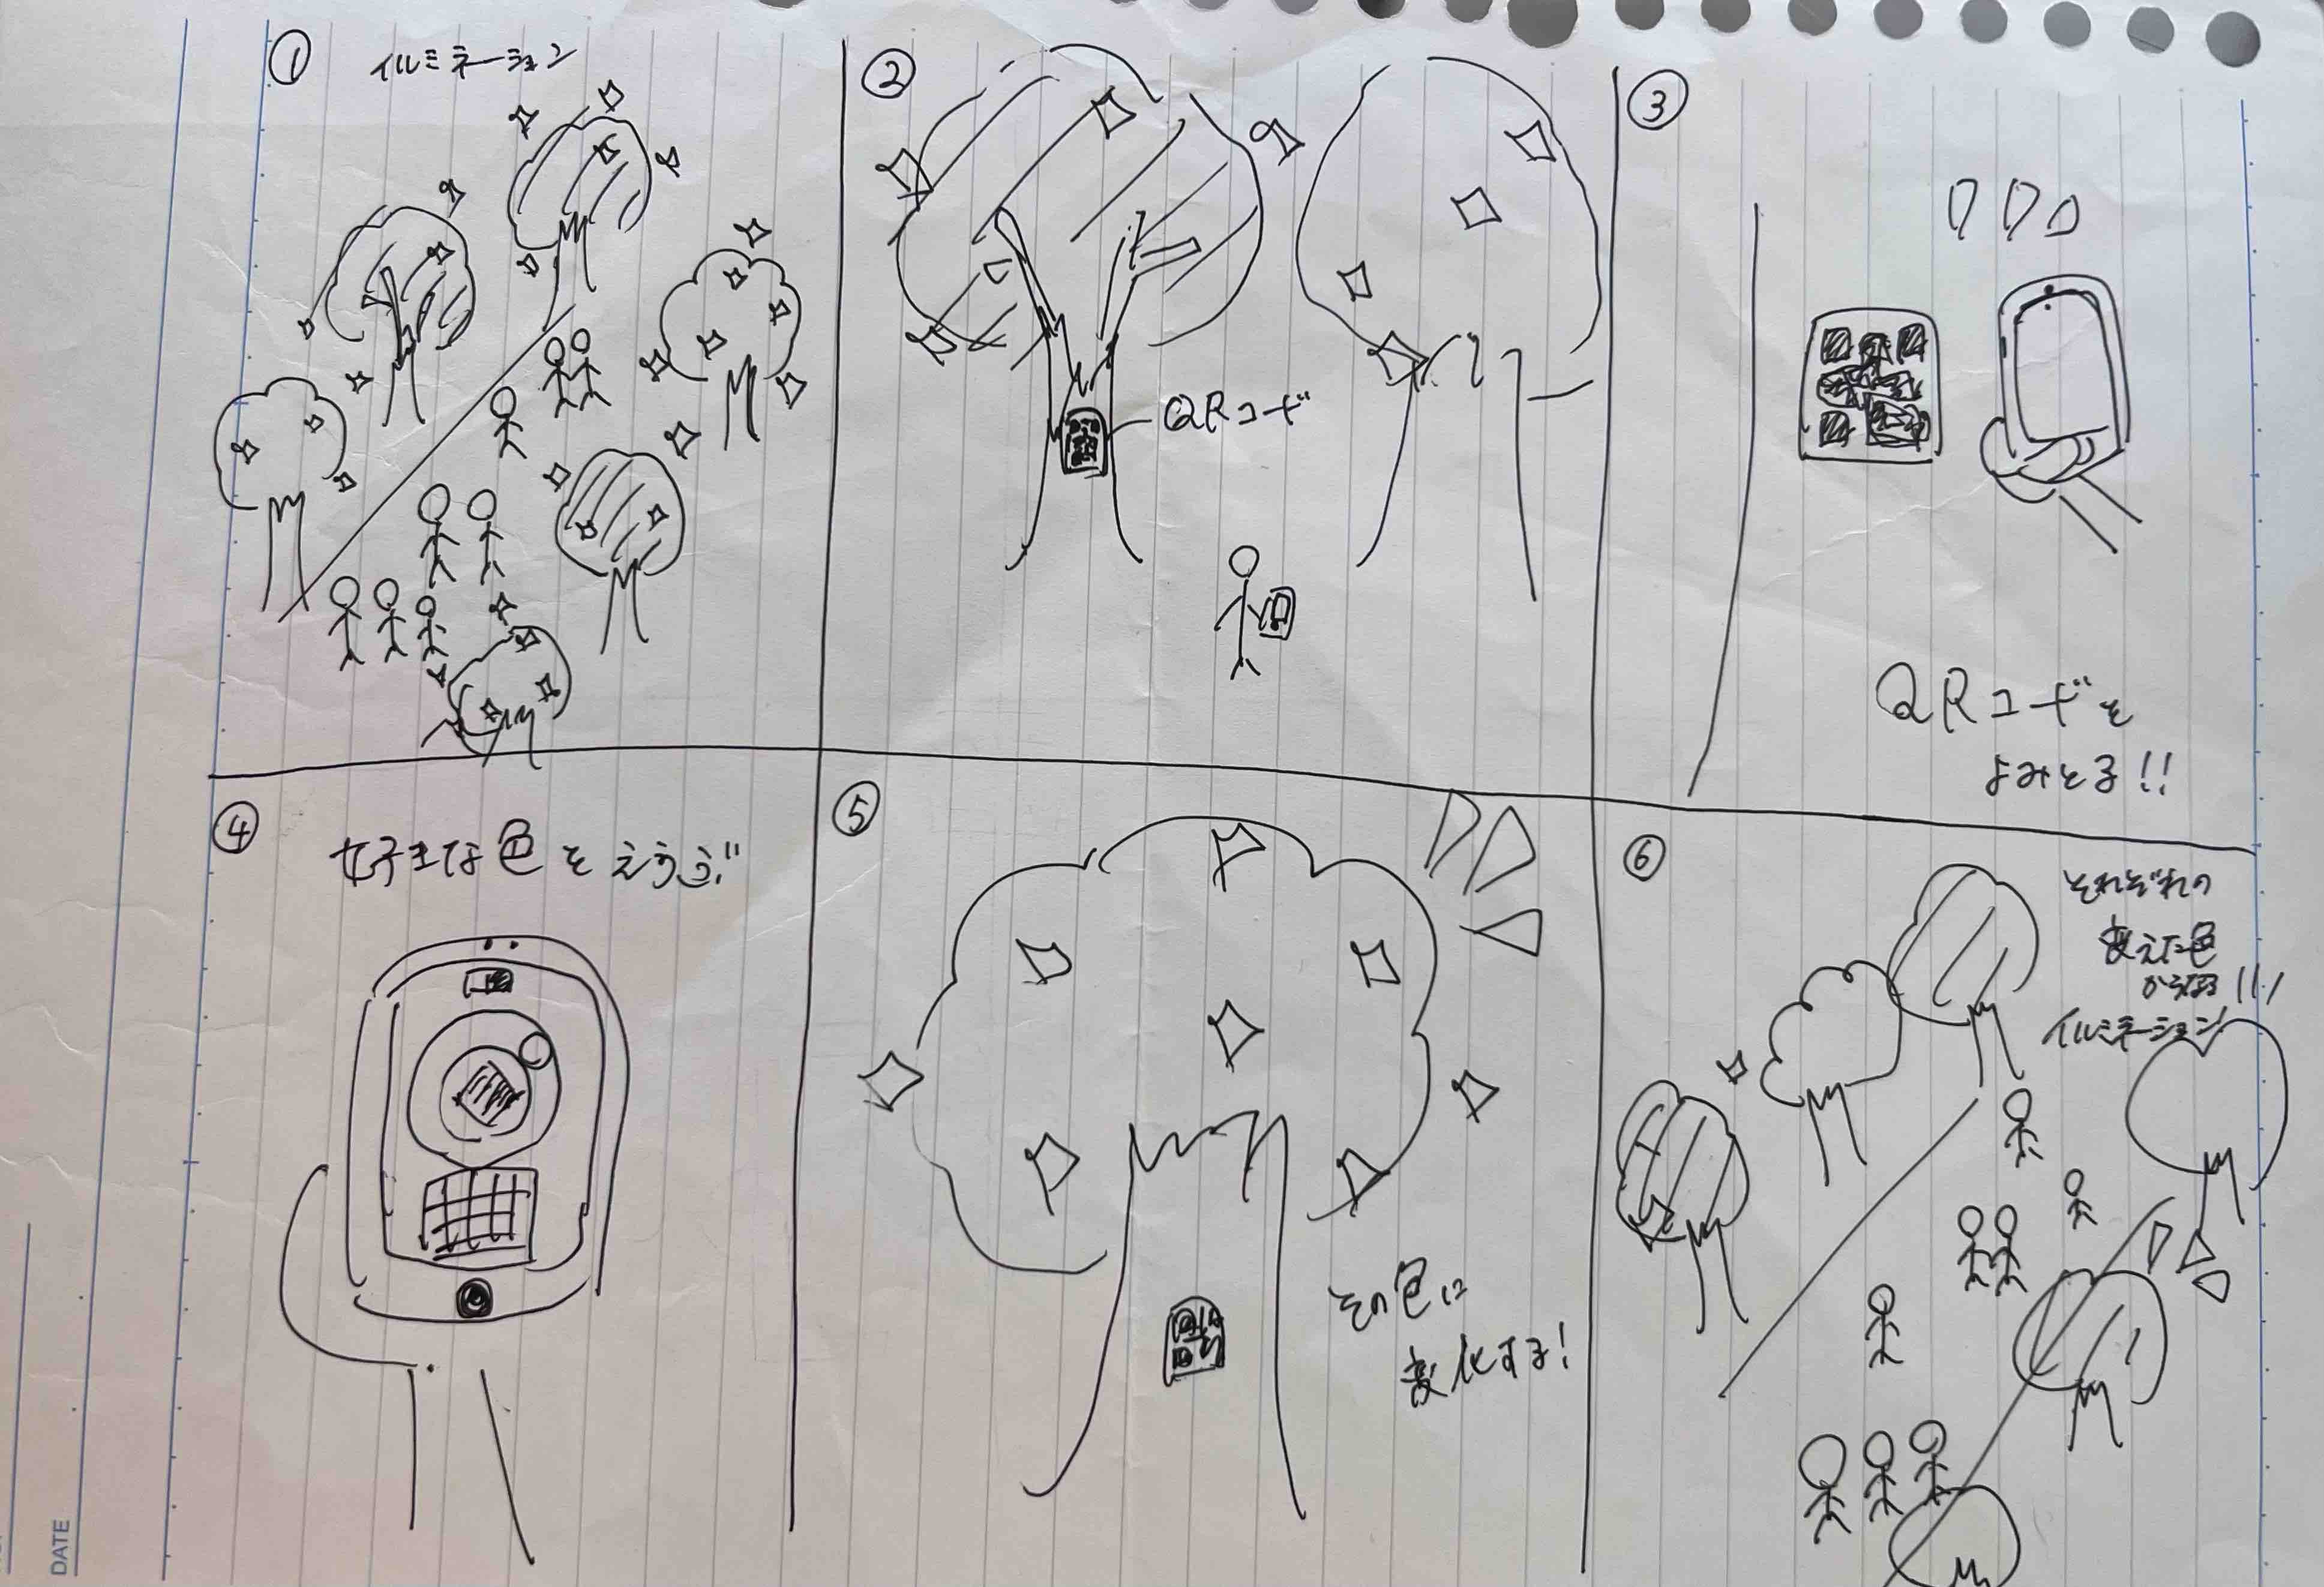 ①
イルミネーション
②
QRコード
③
QRコードを
よみとる!!
④
好きな色をえらぶ!!
⑤
その色に
変化する!
⑥
それぞれの
変えた色
からなる!!!
イルミネーション
DATE